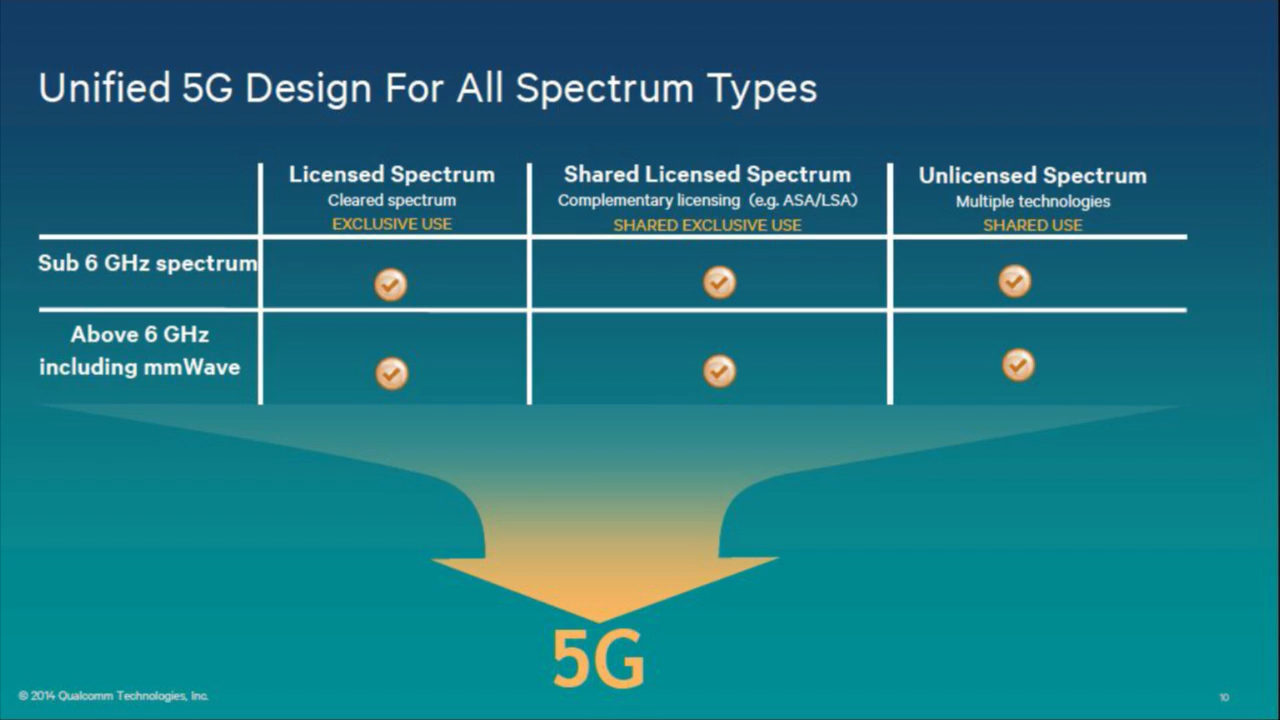 Unified 5G Design For All Spectrum Types
Licensed Spectrum
Cleared spectrum
EXCLUSIVE USE
Shared Licensed Spectrum
Complementary licensing (e.g. ASA/LSA)
SHARED EXCLUSIVE USE
Unlicensed Spectrum
Multiple technologies
SHARED USE
Sub 6 GHz spectrum
Above 6 GHz
including mmWave
5G
© 2014 Qualcomm Technologies, Inc.
10